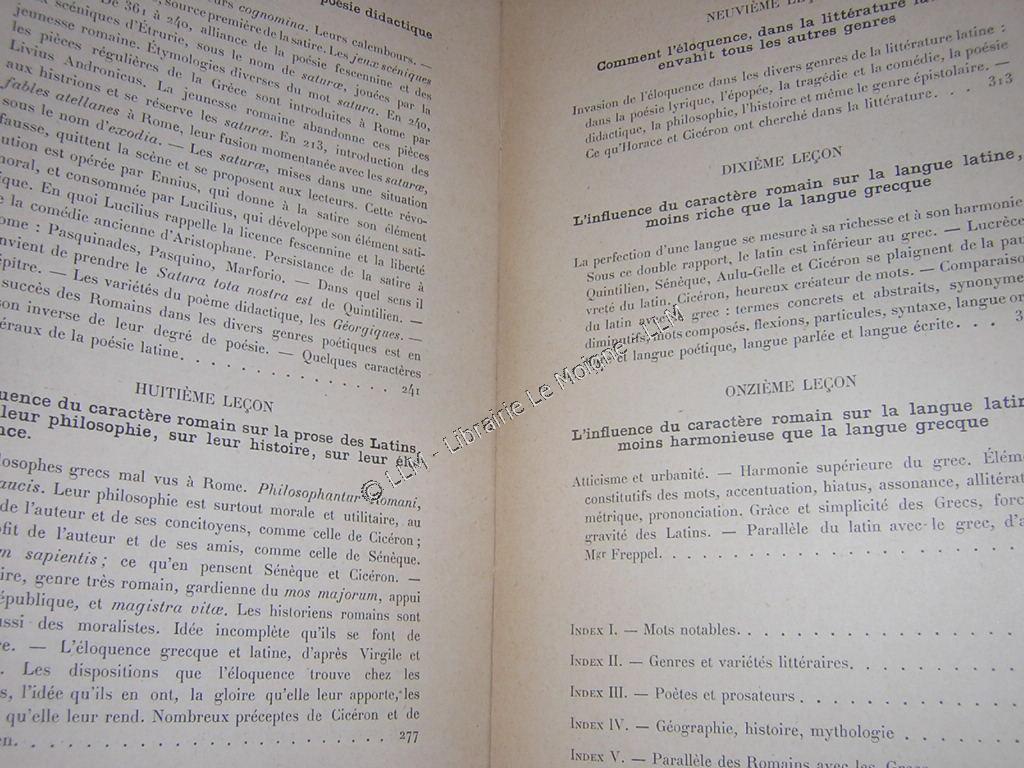 poésie didactique
cognomina. Leurs calembours. —
source première de la satire. Les jeux scéniques
De 361 à 240, alliance de la poésie fescennine et des
scéniques d'Étrurie, sous le nom de saturæ, jouées par la
jeunesse romaine. Étymologies diverses du mot satura. En 240,
les pièces régulières de la Grèce sont introduites à Rome par
Livius Andronicus. La jeunesse romaine abandonne ces pièces
aux histrions et se réserve les saturæ. En 213, introduction des
fables atellanes à Rome, leur fusion momentanée avec les saturæ,
sous le nom d'exodia. — Les saturæ, mises dans une situation
fausse, quittent la scène et se proposent aux lecteurs. Cette révo-
ution est opérée par Ennius, qui donne à la satire son élément
moral, et consommée par Lucilius, qui développe son élément sati-
ique. En quoi Lucilius rappelle la licence fescennine et la liberté
e la comédie ancienne d'Aristophane. Persistance de la satire à
ome : Pasquinades, Pasquino, Marforio. — Dans quel sens il
nvient de prendre le Satura tota nostra est de Quintilien. —
épître. — Les variétés du poème didactique, les Géorgiques. —
succès des Romains dans les divers genres poétiques est en
son inverse de leur degré de poésie. — Quelques caractères
éraux de la poésie latine. . . . . . . . . . . . . . . 241
HUITIÈME LEÇON
uence du caractère romain sur la prose des Latins,
leur philosophie, sur leur histoire, sur leur élo-
nce.
losophes grecs mal vus à Rome. Philosophantur Romani,
aucis. Leur philosophie est surtout morale et utilitaire, au
de l'auteur et de ses concitoyens, comme celle de Cicéron ;
ofit de l'auteur et de ses amis, comme celle de Sénèque.
m sapientis ; ce qu'en pensent Sénèque et Cicéron. —
ire, genre très romain, gardienne du mos majorum, appui
épublique, et magistra vitæ. Les historiens romains sont
ussi des moralistes. Idée incomplète qu'ils se font de
re. — L'éloquence grecque et latine, d'après Virgile et
. Les dispositions que l'éloquence trouve chez les
s, l'idée qu'ils en ont, la gloire qu'elle leur apporte, les
qu'elle leur rend. Nombreux préceptes de Cicéron et de
en. . . . . . . . . . . . . . . . . . . . . . 277
NEUVIÈME LEÇ
Comment l'éloquence, dans la littérature la
envahit tous les autres genres
Invasion de l'éloquence dans les divers genres de la littérature latine :
dans la poésie lyrique, l'épopée, la tragédie et la comédie, la poésie
didactique, la philosophie, l'histoire et même le genre épistolaire. —
Ce qu'Horace et Cicéron ont cherché dans la littérature. . . . 313
DIXIÈME LEÇON
L'influence du caractère romain sur la langue latine,
moins riche que la langue grecque
La perfection d'une langue se mesure à sa richesse et à son harmonie
Sous ce double rapport, le latin est inférieur au grec. — Lucrèce
Quintilien, Sénèque, Aulu-Gelle et Cicéron se plaignent de la pau
vreté du latin. Cicéron, heureux créateur de mots. — Comparaiso
du latin avec le grec : termes concrets et abstraits, synonyme
diminutifs, mots composés, flexions, particules, syntaxe, langue or
et langue poétique, langue parlée et langue écrite. . . 3
ONZIÈME LEÇON
L'influence du caractère romain sur la langue latin
moins harmonieuse que la langue grecque
Atticisme et urbanité. — Harmonie supérieure du grec. Éléme
constitutifs des mots, accentuation, hiatus, assonance, allitérat
métrique, prononciation. Grâce et simplicité des Grecs, forc
gravité des Latins. — Parallèle du latin avec le grec, d'a
Mgr Freppel. . . . . . . . . . . . . . . . . . .
INDEX I. — Mots notables. . . . . . . . . . . . . .
INDEX II. — Genres et variétés littéraires. . . . . . . .
INDEX III. — Poètes et prosateurs . . . . . . . . . .
INDEX IV. — Géographie, histoire, mythologie . . . . . .
INDEX V. — Parallèle des Romains avec les Grecs
© LLM - Librairie Le Moigne - LLM